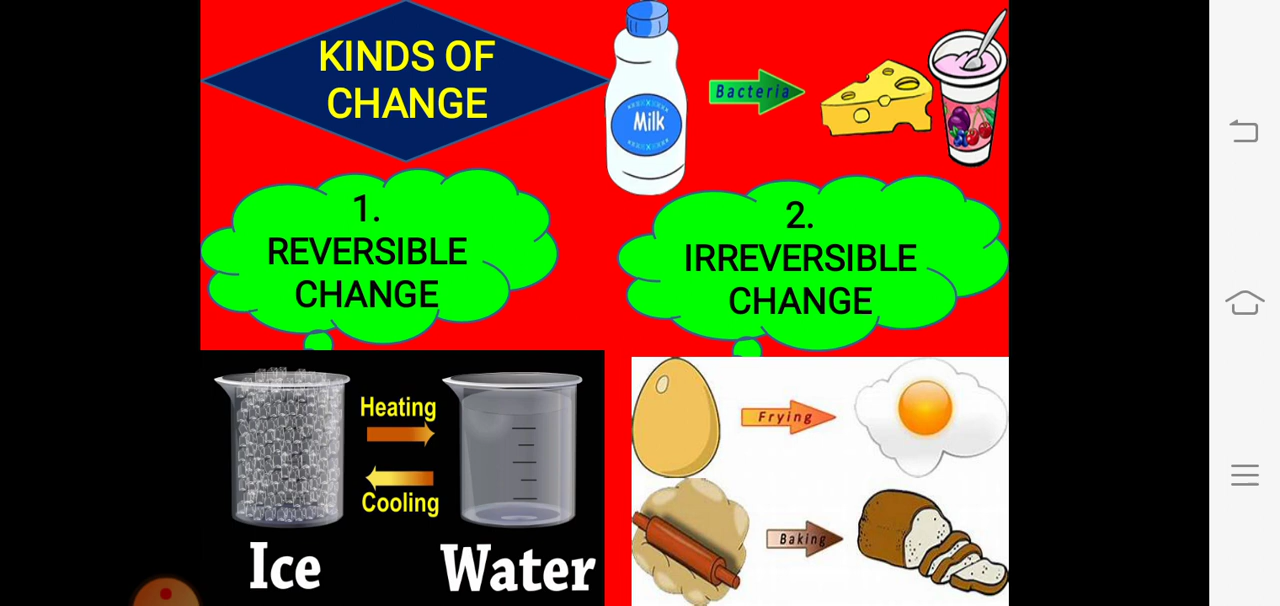 KINDS OF
CHANGE
Milk
Bacteria
1.
REVERSIBLE
CHANGE
2.
IRREVERSIBLE
CHANGE
Heating
Cooling
Ice
Water
Frying
Baking